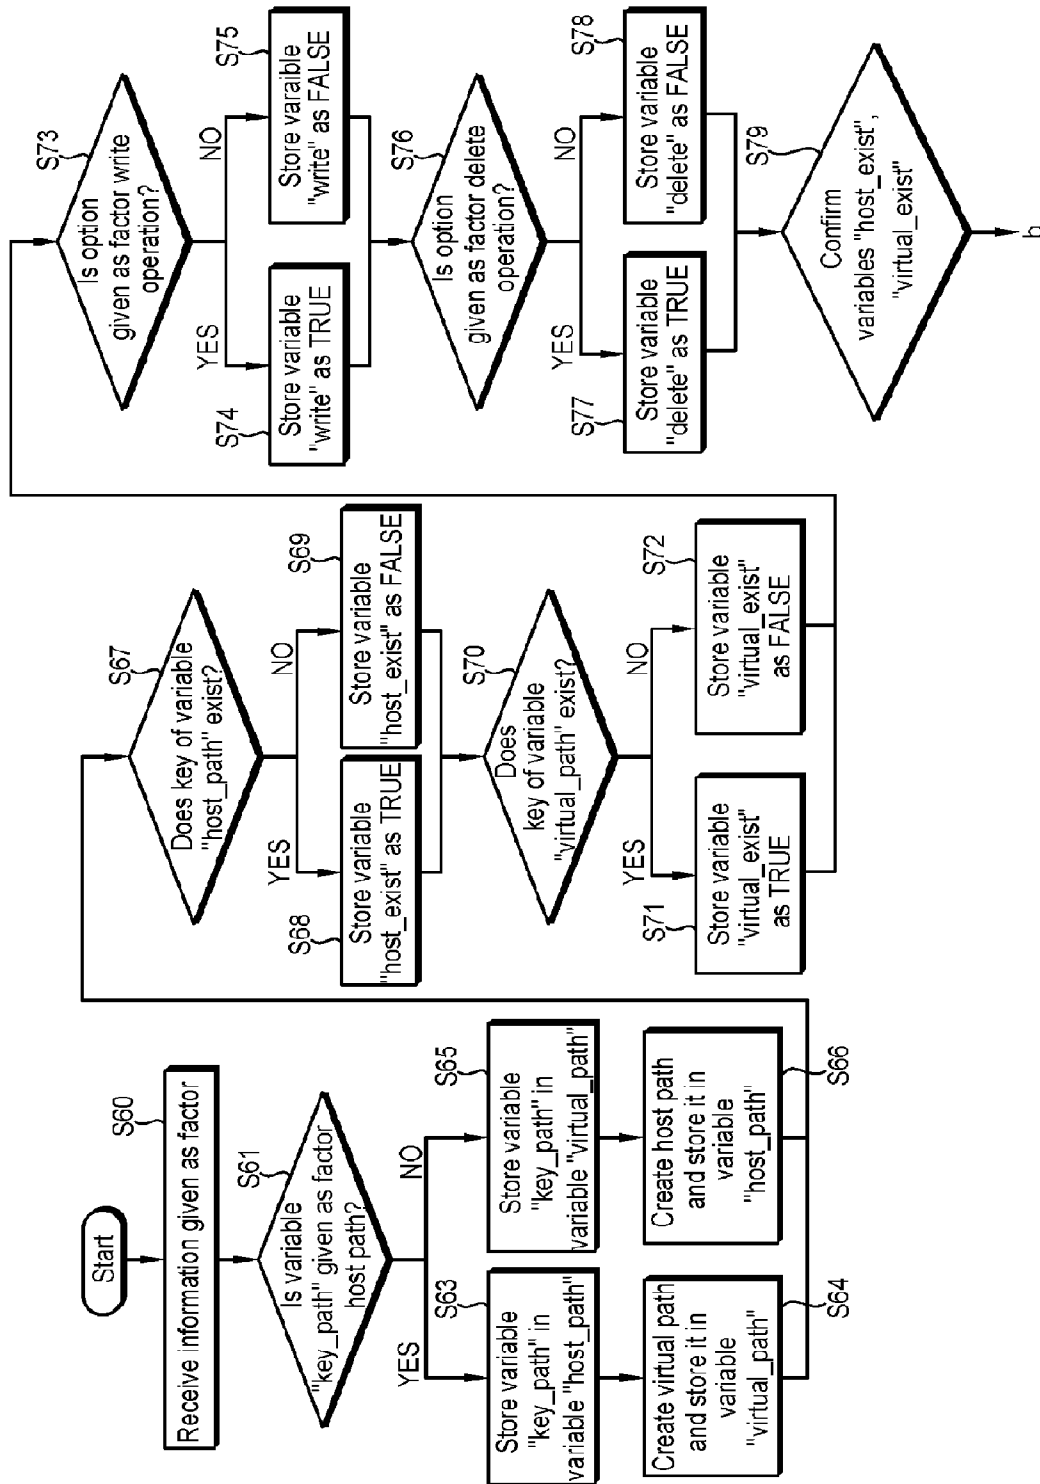 Start
S60
Receive information given as factor
S61
Is variable
"key_path" given as factor
host path?
YES
NO
S63
Store variable
"key_path" in
variable "host_path"
S65
Store variable
"key_path" in
variable "virtual_path"
S64
Create virtual path
and store it in
variable
"virtual_path"
S66
Create host path
and store it in
variable
"host_path"
S67
Does key of variable
"host_path" exist?
YES
NO
S68
Store variable
"host_exist" as TRUE
S69
Store variable
"host_exist" as FALSE
S70
Does
key of variable
"virtual_path" exist?
YES
NO
S71
Store variable
"virtual_exist"
as TRUE
S72
Store variable
"virtual_exist"
as FALSE
S73
Is option
given as factor write
operation?
YES
NO
S74
Store variable
"write" as TRUE
S75
Store varaible
"write" as FALSE
S76
Is option
given as factor delete
operation?
YES
NO
S77
Store variable
"delete" as TRUE
S78
Store variable
"delete" as FALSE
S79
Confirm
variables "host_exist",
"virtual_exist"
b